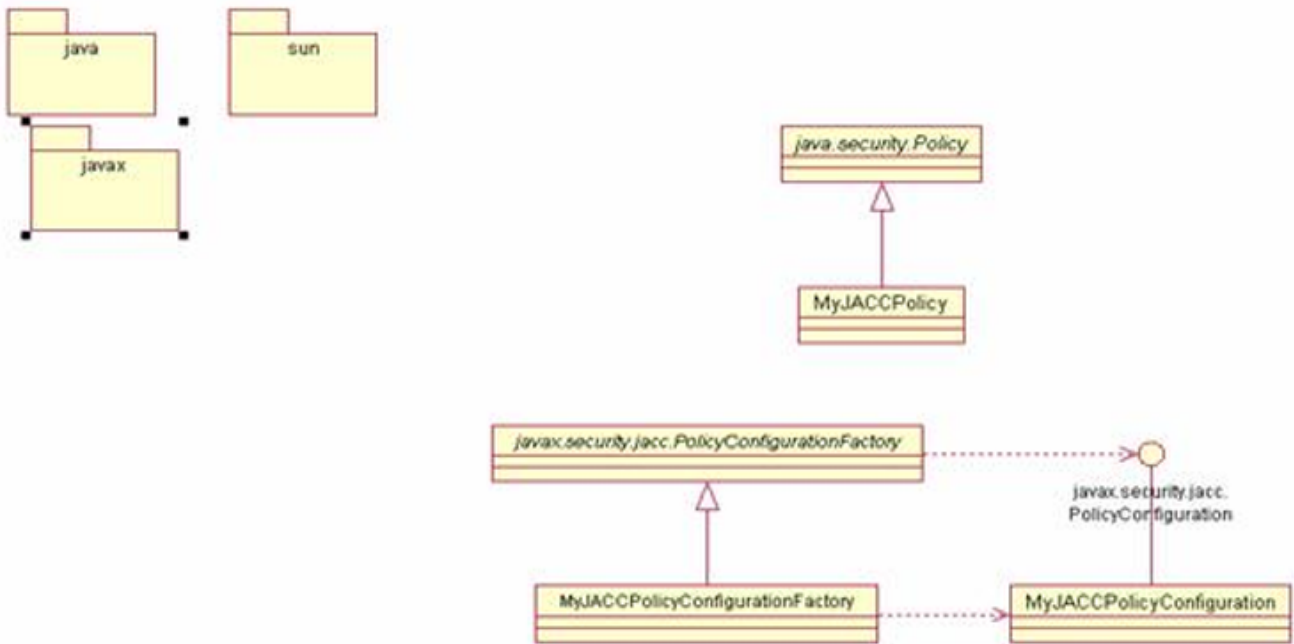 java
sun
javax
java.security.Policy
MyJACCPolicy
javax.security.jacc.PolicyConfigurationFactory
javax.security.jacc.
PolicyConfiguration
MyJACCPolicyConfigurationFactory
MyJACCPolicyConfiguration